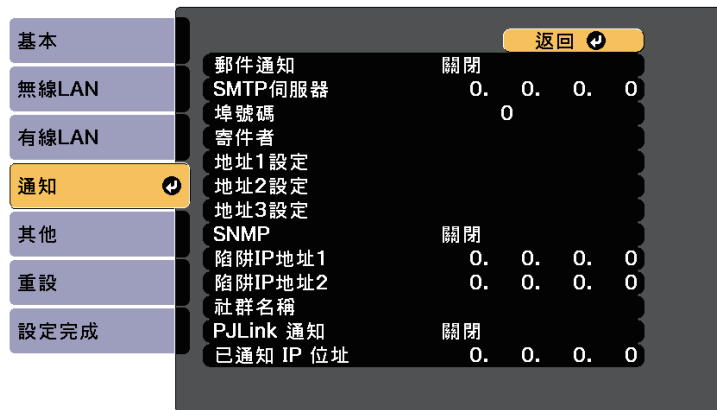 基本
無線LAN
有線LAN
通知
其他
重設
設定完成
返回
郵件通知 關閉
SMTP伺服器 0. 0. 0. 0
埠號碼 0
寄件者
地址1設定
地址2設定
地址3設定
SNMP 關閉
陷阱IP地址1 0. 0. 0. 0
陷阱IP地址2 0. 0. 0. 0
社群名稱
PJLink 通知 關閉
已通知 IP 位址 0. 0. 0. 0